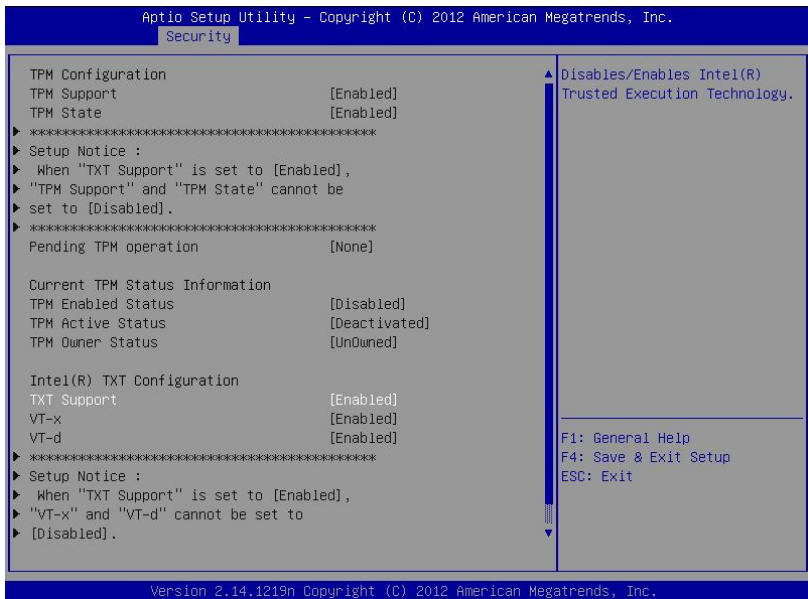 Aptio Setup Utility – Copyright (C) 2012 American Megatrends, Inc.
Security
TPM Configuration
TPM Support [Enabled]
TPM State [Enabled]
**********************************************
Setup Notice :
When "TXT Support" is set to [Enabled],
"TPM Support" and "TPM State" cannot be
set to [Disabled].
**********************************************
Pending TPM operation [None]
Current TPM Status Information
TPM Enabled Status [Disabled]
TPM Active Status [Deactivated]
TPM Owner Status [UnOwned]
Intel(R) TXT Configuration
TXT Support [Enabled]
VT-x [Enabled]
VT-d [Enabled]
**********************************************
Setup Notice :
When "TXT Support" is set to [Enabled],
"VT-x" and "VT-d" cannot be set to
[Disabled].
Disables/Enables Intel(R)
Trusted Execution Technology.
F1: General Help
F4: Save & Exit Setup
ESC: Exit
Version 2.14.1219n Copyright (C) 2012 American Megatrends, Inc.